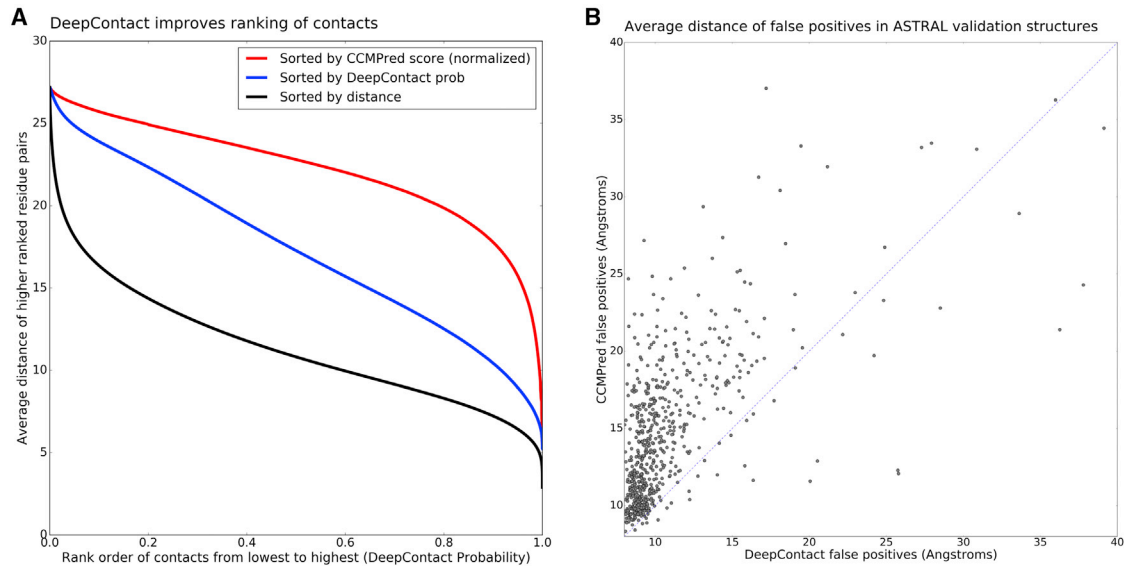 A
DeepContact improves ranking of contacts
30
25
20
15
10
5
0
0.0
0.2
0.4
0.6
0.8
1.0
Average distance of higher ranked residue pairs
Rank order of contacts from lowest to highest (DeepContact Probability)
Sorted by CCMPred score (normalized)
Sorted by DeepContact prob
Sorted by distance
B
Average distance of false positives in ASTRAL validation structures
40
35
30
25
20
15
10
10
15
20
25
30
35
40
CCMPred false positives (Angstroms)
DeepContact false positives (Angstroms)